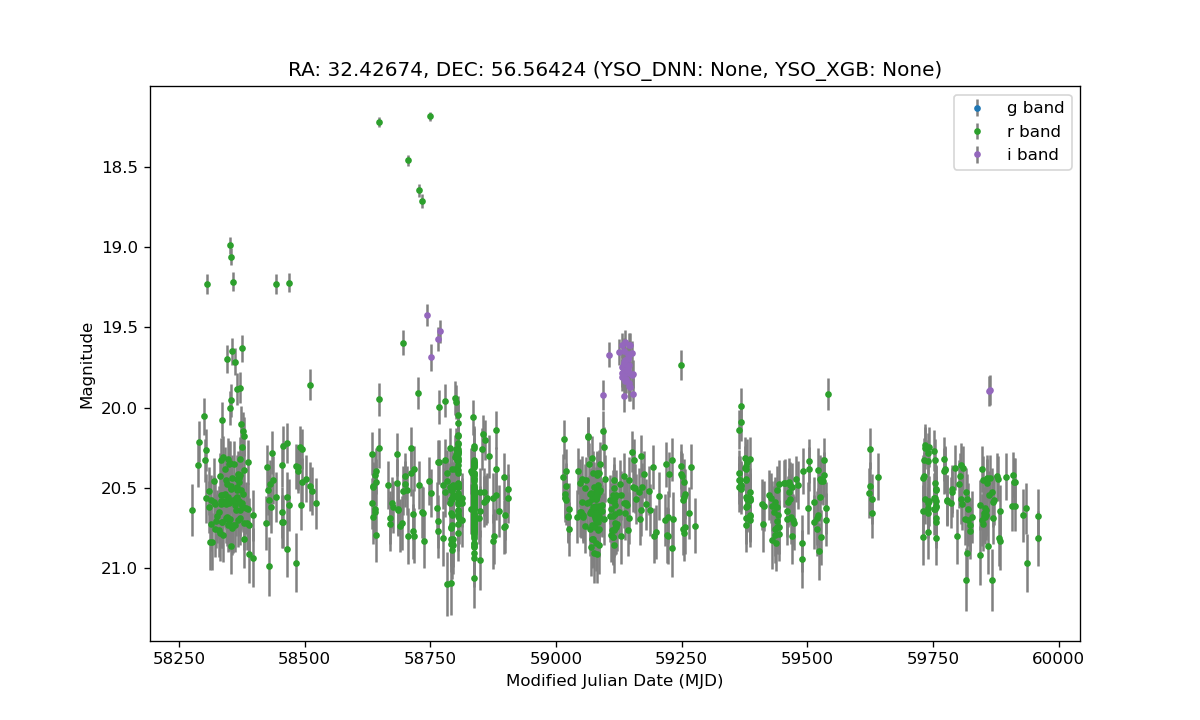 RA: 32.42674, DEC: 56.56424 (YSO_DNN: None, YSO_XGB: None)
g band
r band
i band
18.5
19.0
19.5
20.0
20.5
21.0
Magnitude
58250 58500 58750 59000 59250 59500 59750 60000
Modified Julian Date (MJD)